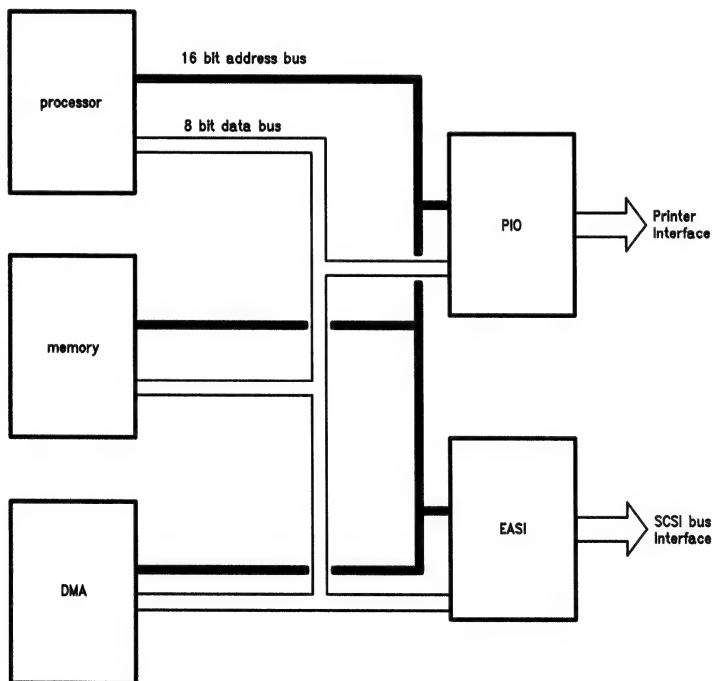 16 bit address bus
processor
8 bit data bus
PIO
Printer
Interface
memory
EASI
SCSI bus
Interface
DMA